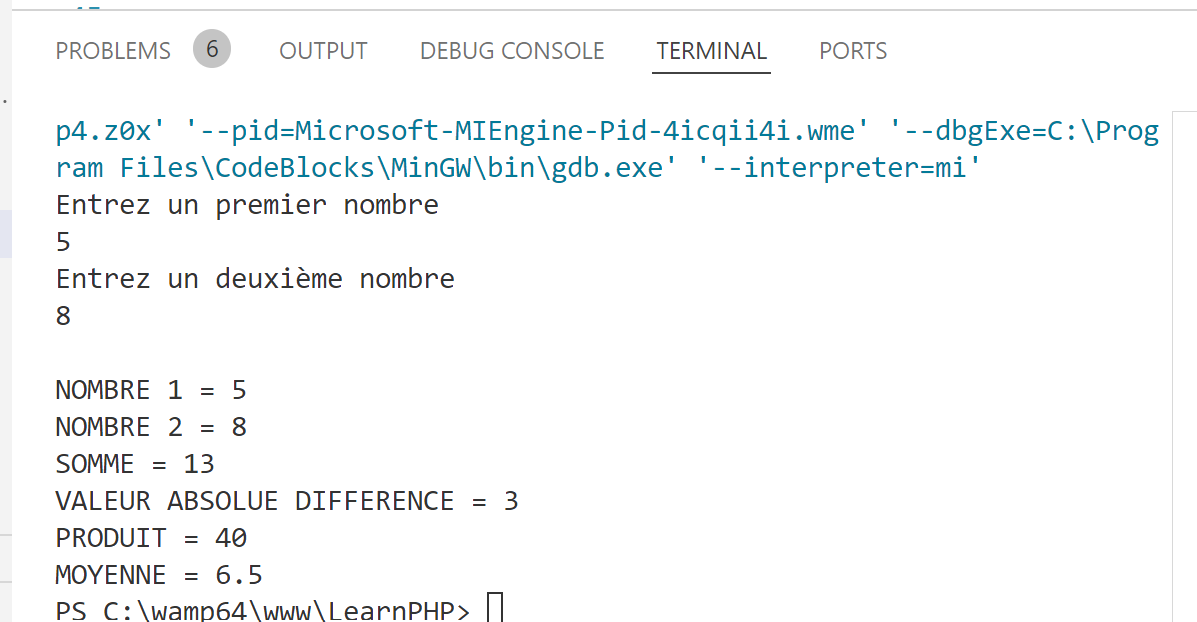 PROBLEMS 6 OUTPUT DEBUG CONSOLE TERMINAL PORTS
p4.z0x' '--pid=Microsoft-MIEngine-Pid-4icqii4i.wme' '--dbgExe=C:\Prog
ram Files\CodeBlocks\MinGW\bin\gdb.exe' '--interpreter=mi'
Entrez un premier nombre
5
Entrez un deuxième nombre
8
NOMBRE 1 = 5
NOMBRE 2 = 8
SOMME = 13
VALEUR ABSOLUE DIFFERENCE = 3
PRODUIT = 40
MOYENNE = 6.5
PS C:\wamp64\www\LearnPHP>